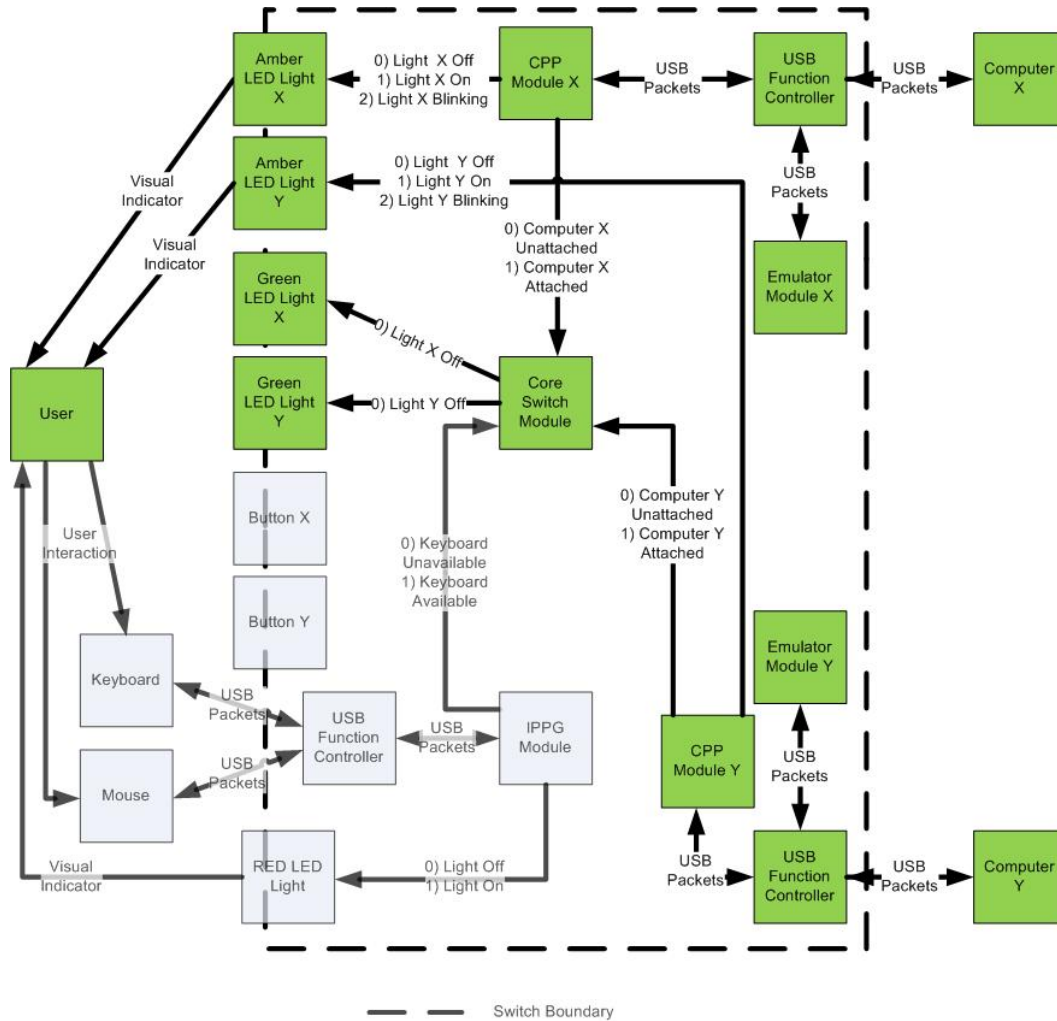 Amber
LED Light
X
0) Light X Off
1) Light X On
2) Light X Blinking
CPP
Module X
USB
Packets
USB
Function
Controller
USB
Packets
Computer
X
Amber
LED Light
Y
0) Light Y Off
1) Light Y On
2) Light Y Blinking
USB
Packets
Visual
Indicator
Visual
Indicator
0) Computer X
Unattached
1) Computer X
Attached
Emulator
Module X
Green
LED Light
X
0) Light X Off
User
Green
LED Light
Y
0) Light Y Off
Core
Switch
Module
Button X
User
Interaction
0) Keyboard
Unavailable
1) Keyboard
Available
0) Computer Y
Unattached
1) Computer Y
Attached
Button Y
Keyboard
USB
Packets
USB
Function
Controller
USB
Packets
IPPG
Module
Emulator
Module Y
CPP
Module Y
USB
Packets
Mouse
USB
Packets
Visual
Indicator
RED LED
Light
0) Light Off
1) Light On
USB
Packets
USB
Function
Controller
USB
Packets
Computer
Y
Switch Boundary